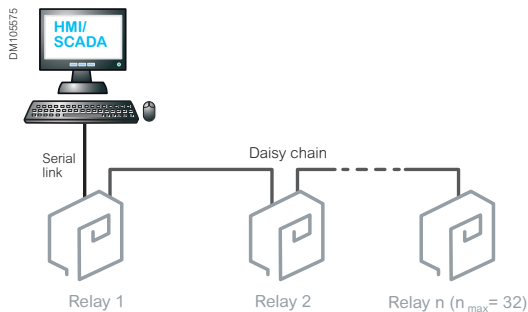 DM105575
HMI/
SCADA
Serial
link
Daisy chain
Relay 1
Relay 2
Relay n (n max= 32)